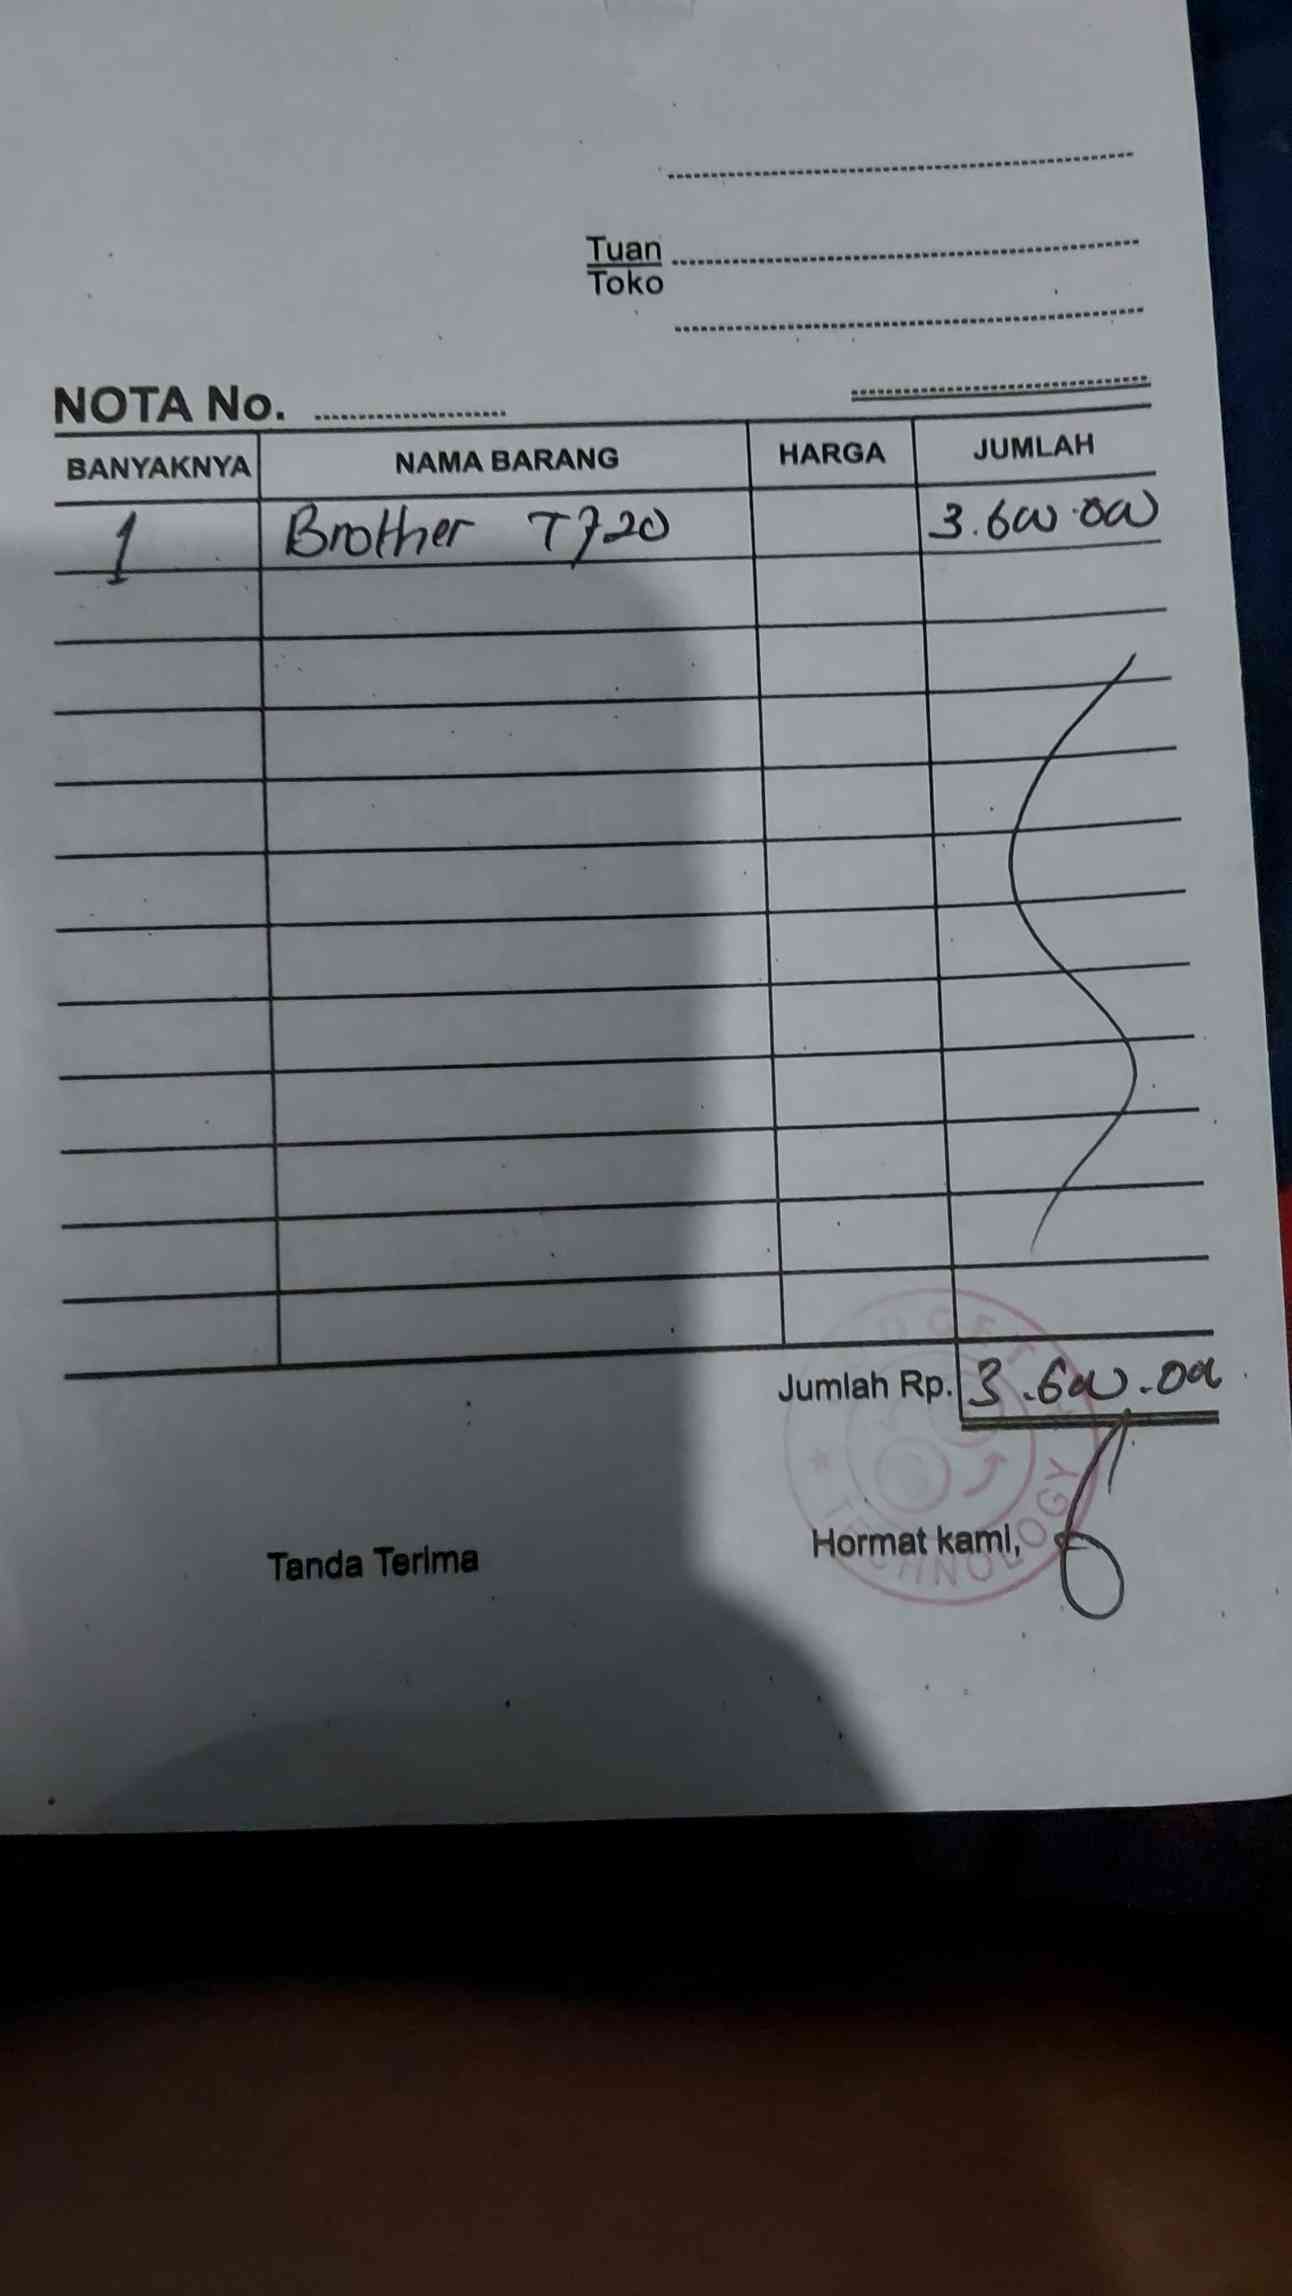 Tuan
Toko
NOTA No.
BANYAKNYA NAMA BARANG HARGA JUMLAH
1 Brother T720 3.600.000
Jumlah Rp. 3.600.000
Tanda Terima Hormat kami,
TECHNOLOGY